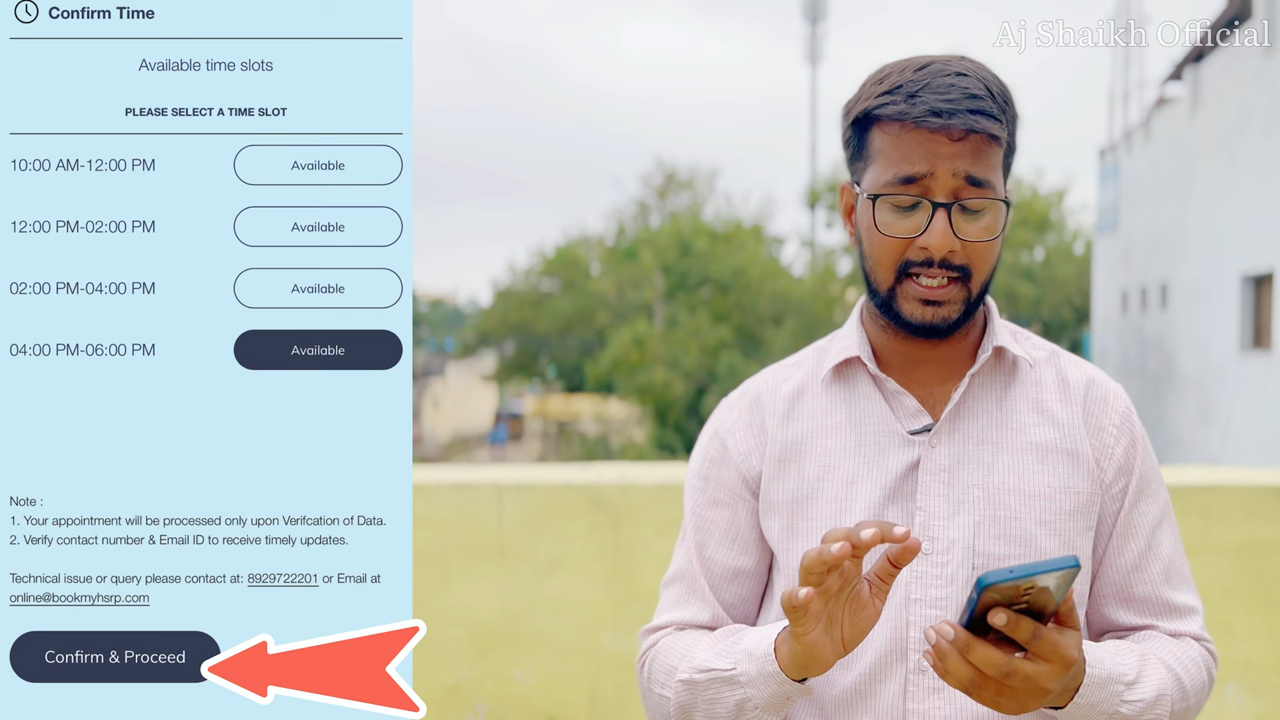 Confirm Time
Available time slots
PLEASE SELECT A TIME SLOT
10:00 AM-12:00 PM Available
12:00 PM-02:00 PM Available
02:00 PM-04:00 PM Available
04:00 PM-06:00 PM Available
Note :
1. Your appointment will be processed only upon Verifcation of Data.
2. Verify contact number & Email ID to receive timely updates.
Technical issue or query please contact at: 8929722201 or Email at
online@bookmyhsrp.com
Confirm & Proceed
Aj Shaikh Official